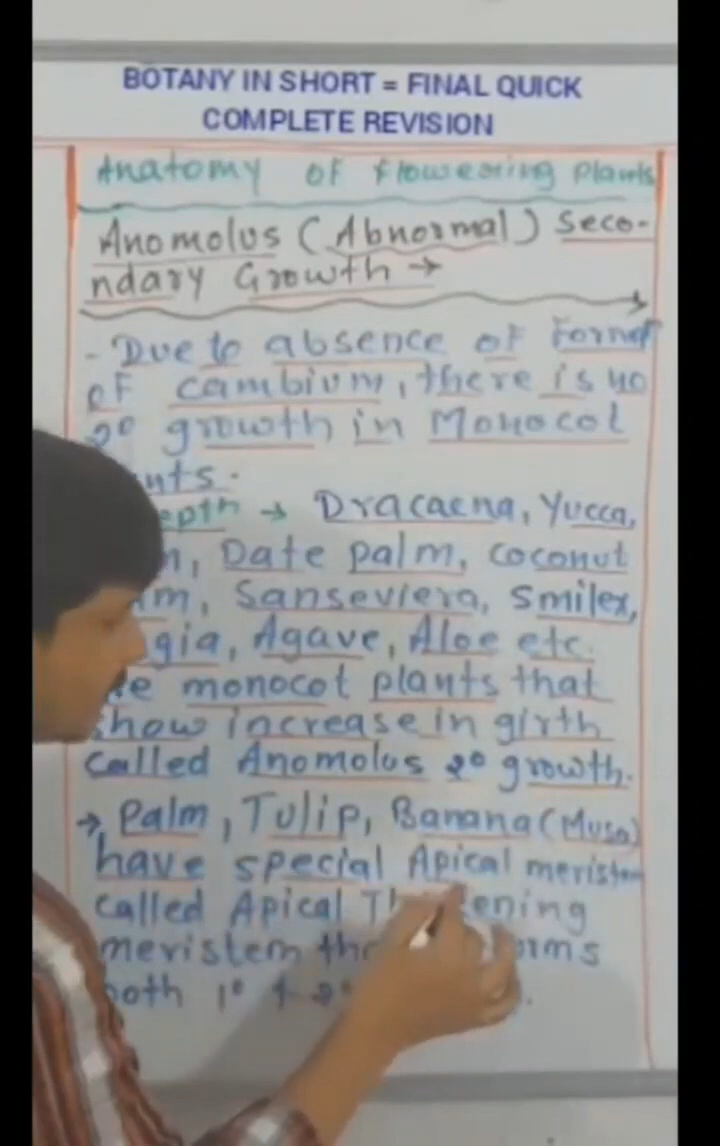 BOTANY IN SHORT = FINAL QUICK
COMPLETE REVISION
Anatomy of flowering plants
Anomolus (Abnormal) Seco-
ndary Growth →
- Due to absence of
of cambium, there is no
2° growth in Monocot
→ Dracaena, Yucca,
Date palm, coconut
Sanseviera, Smilex,
Agave, Aloe etc.
monocot plants that
show increase in girth
called Anomolus 2° growth.
→ Palm, Tulip, Banana (Musa)
have special Apical meristem
called Apical
meristem
both 1° &